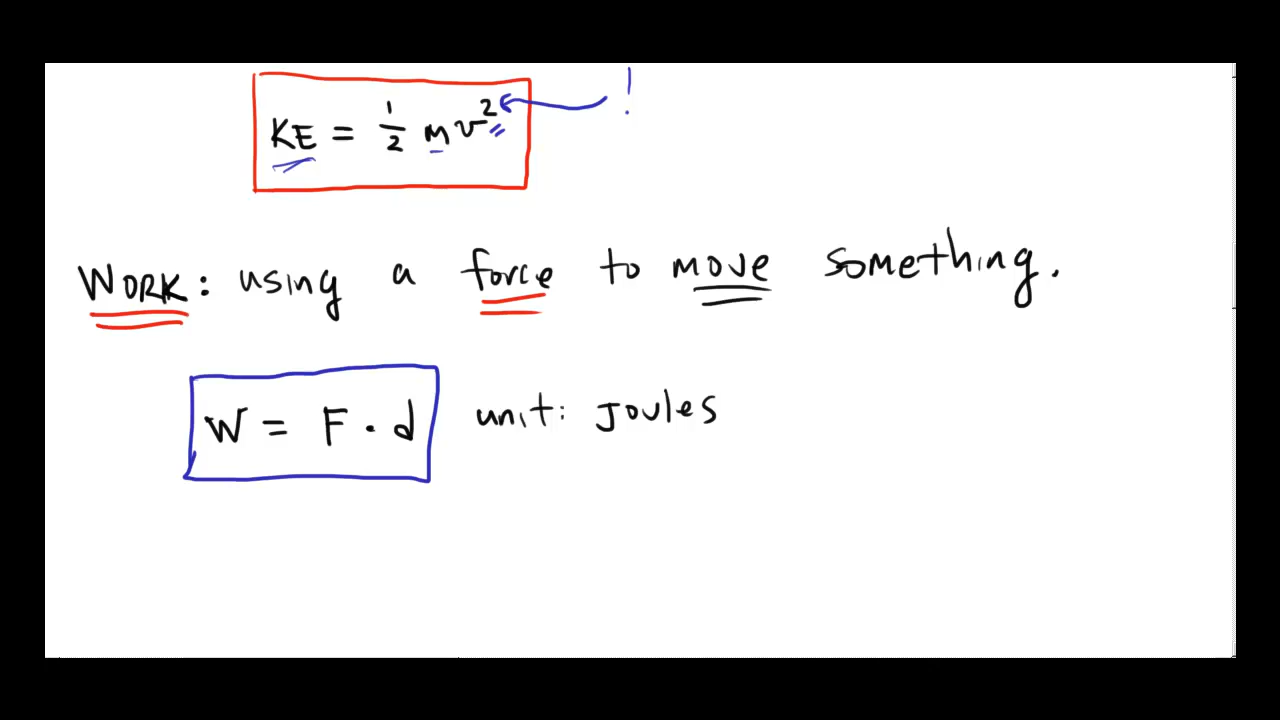 KE = 1/2 mv² !
WORK: using a force to move something.
W = F · d unit: Joules